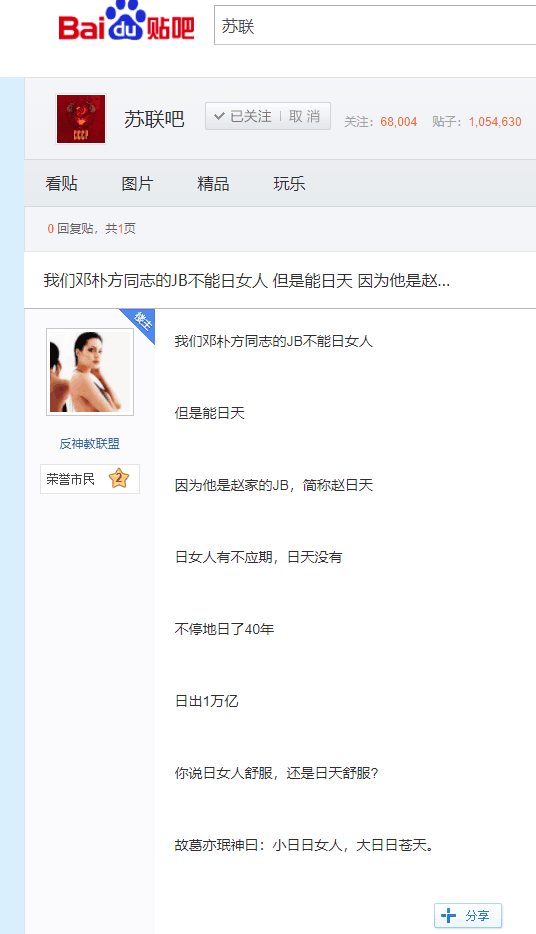 Bai du 贴吧
苏联
苏联吧
已关注 | 取消
关注：68,004 贴子：1,054,630
看贴 图片 精品 玩乐
0 回复贴，共1页
我们邓朴方同志的JB不能日女人 但是能日天 因为他是赵...
楼主
我们邓朴方同志的JB不能日女人
但是能日天
反神教联盟
荣誉市民 2
因为他是赵家的JB，简称赵日天
日女人有不应期，日天没有
不停地日了40年
日出1万亿
你说日女人舒服，还是日天舒服?
故葛亦珉神曰：小日日女人，大日日苍天。
分享